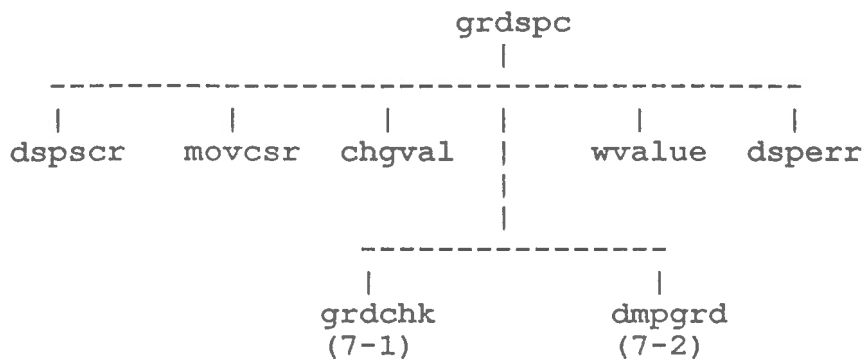 grdspc
dspscr movcsr chgval wvalue dsperr
grdchk dmpgrd
(7-1) (7-2)